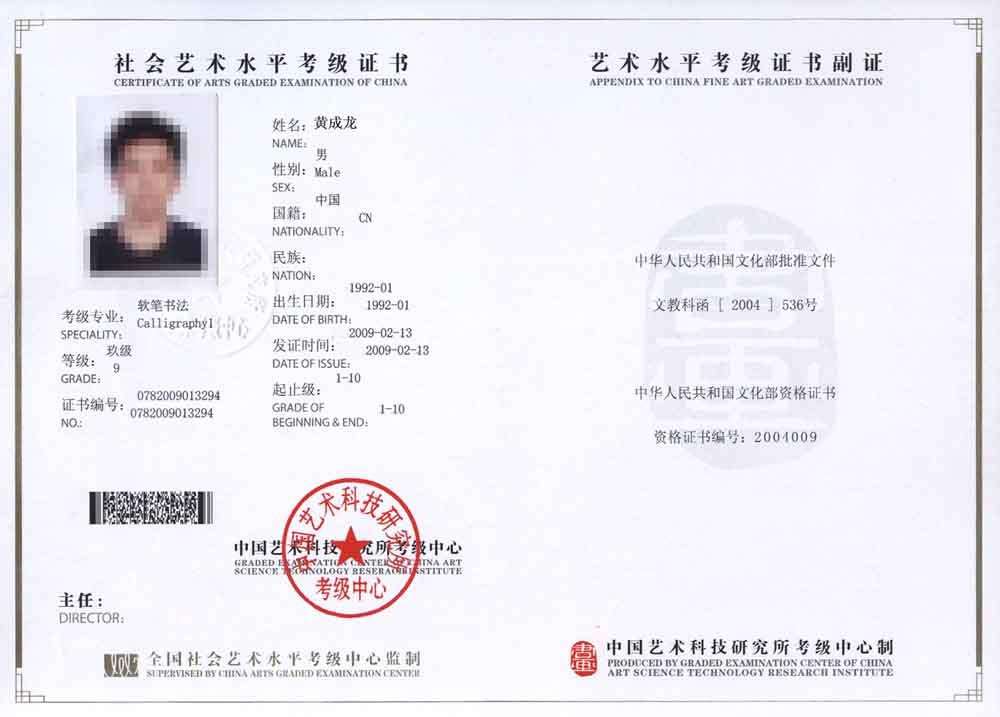 社会艺术水平考级证书
CERTIFICATE OF ARTS GRADED EXAMINATION OF CHINA
姓名： 黄成龙
NAME:
男
性别： Male
SEX:
中国
国籍： CN
NATIONALITY:
民族：
NATION:
1992-01
出生日期： 1992-01
DATE OF BIRTH:
2009-02-13
发证时间： 2009-02-13
DATE OF ISSUE:
1-10
起止级：
GRADE OF 1-10
BEGINNING & END:
软笔书法
考级专业： Calligraphy1
SPECIALITY:
玖级
等级： 9
GRADE:
0782009013294
证书编号： 0782009013294
NO.:
中国艺术科技研究所考级中心
GRADED EXAMINATION CENTER OF CHINA ART
SCIENCE TECHNOLOGY RESERAOR INSTITUTE
中国艺术科技研究所
考级中心
主任：
DIRECTOR:
全国社会艺术水平考级中心监制
SUPERVISED BY CHINA ARTS GRADED EXAMINATION CENTER
艺术水平考级证书副证
APPENDIX TO CHINA FINE ART GRADED EXAMINATION
中华人民共和国文化部批准文件
文教科函 [ 2004 ] 536号
中华人民共和国文化部资格证书
资格证书编号：2004009
中国艺术科技研究所考级中心制
PRODUCED BY GRADED EXAMINATION CENTER OF CHINA
ART SCIENCE TECHNOLOGY RESEARCH INSTITUTE